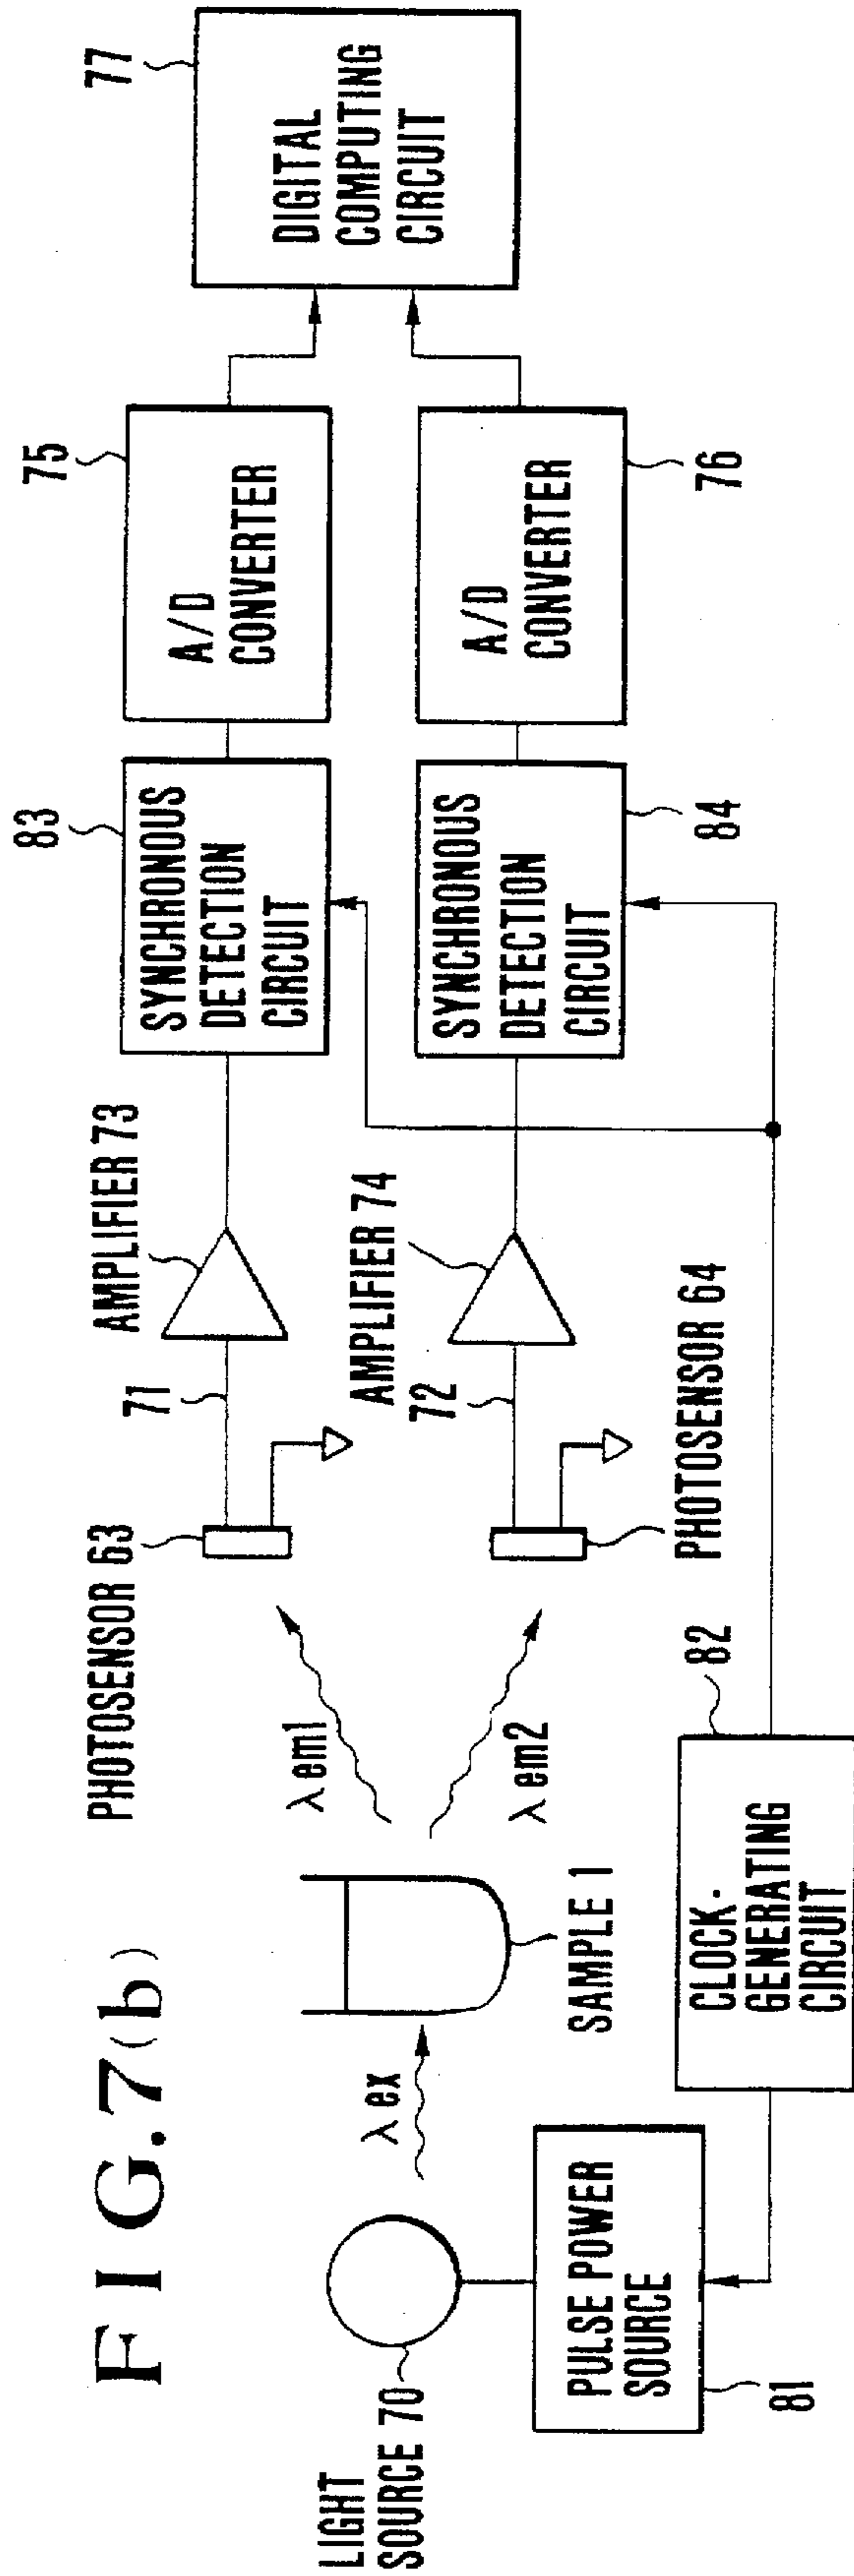 FIG.7(b)
LIGHT
SOURCE 70
λex
SAMPLE 1
PULSE POWER
SOURCE
81
CLOCK-
GENERATING
CIRCUIT
82
PHOTOSENSOR 63
λem1
λem2
PHOTOSENSOR 64
71
72
AMPLIFIER 73
AMPLIFIER 74
83
SYNCHRONOUS
DETECTION
CIRCUIT
SYNCHRONOUS
DETECTION
CIRCUIT
84
75
A/D
CONVERTER
A/D
CONVERTER
76
77
DIGITAL
COMPUTING
CIRCUIT